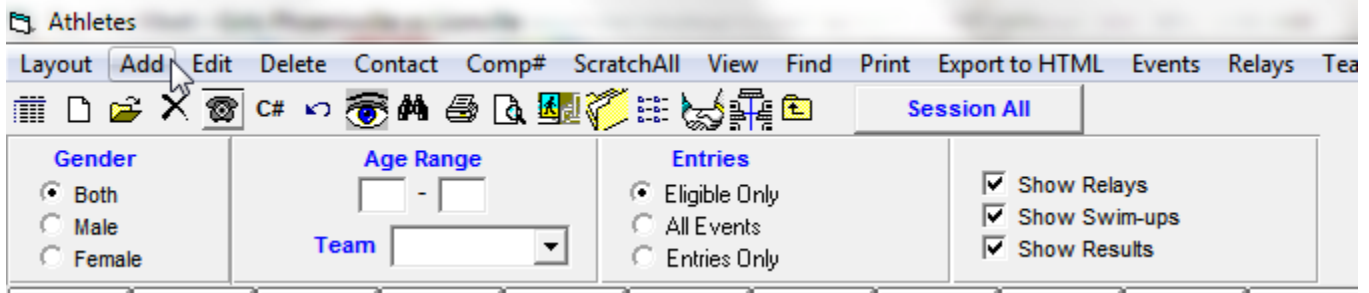 Athletes
Layout Add Edit Delete Contact Comp# ScratchAll View Find Print Export to HTML Events Relays Tea
C# Session All
Gender Age Range Entries
Both - Eligible Only Show Relays
Male All Events Show Swim-ups
Team
Female Entries Only Show Results